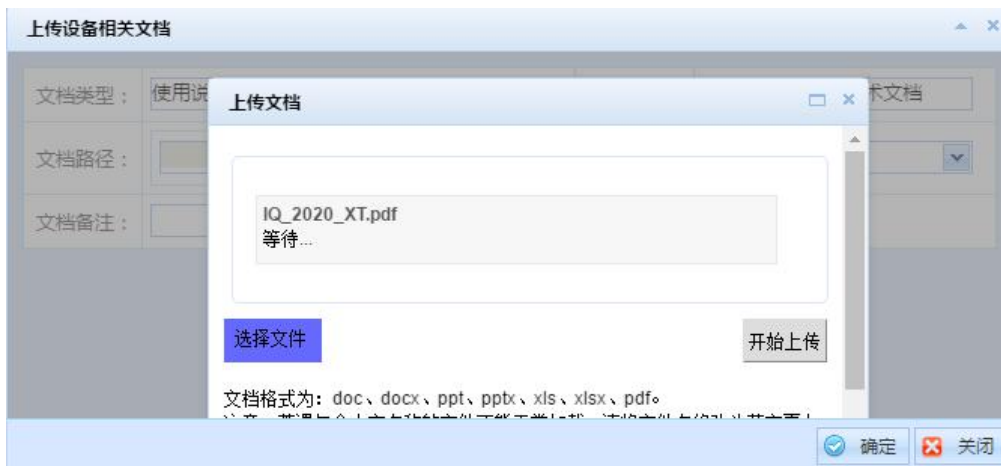 上传设备相关文档
文档类型：
使用说
术文档
上传文档
文档路径：
IQ_2020_XT.pdf
等待...
文档备注：
选择文件
开始上传
文档格式为：doc、docx、ppt、pptx、xls、xlsx、pdf。
确定
关闭